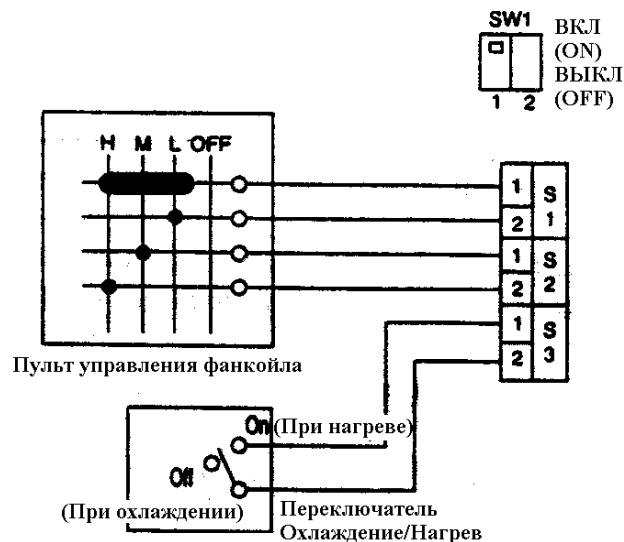 SW1
ВКЛ
(ON)
ВЫКЛ
(OFF)
1 2
H M L OFF
1
2
S
1
1
2
S
2
1
2
S
3
Пульт управления фанкойла
On (При нагреве)
Off
(При охлаждении)
Переключатель
Охлаждение/Нагрев